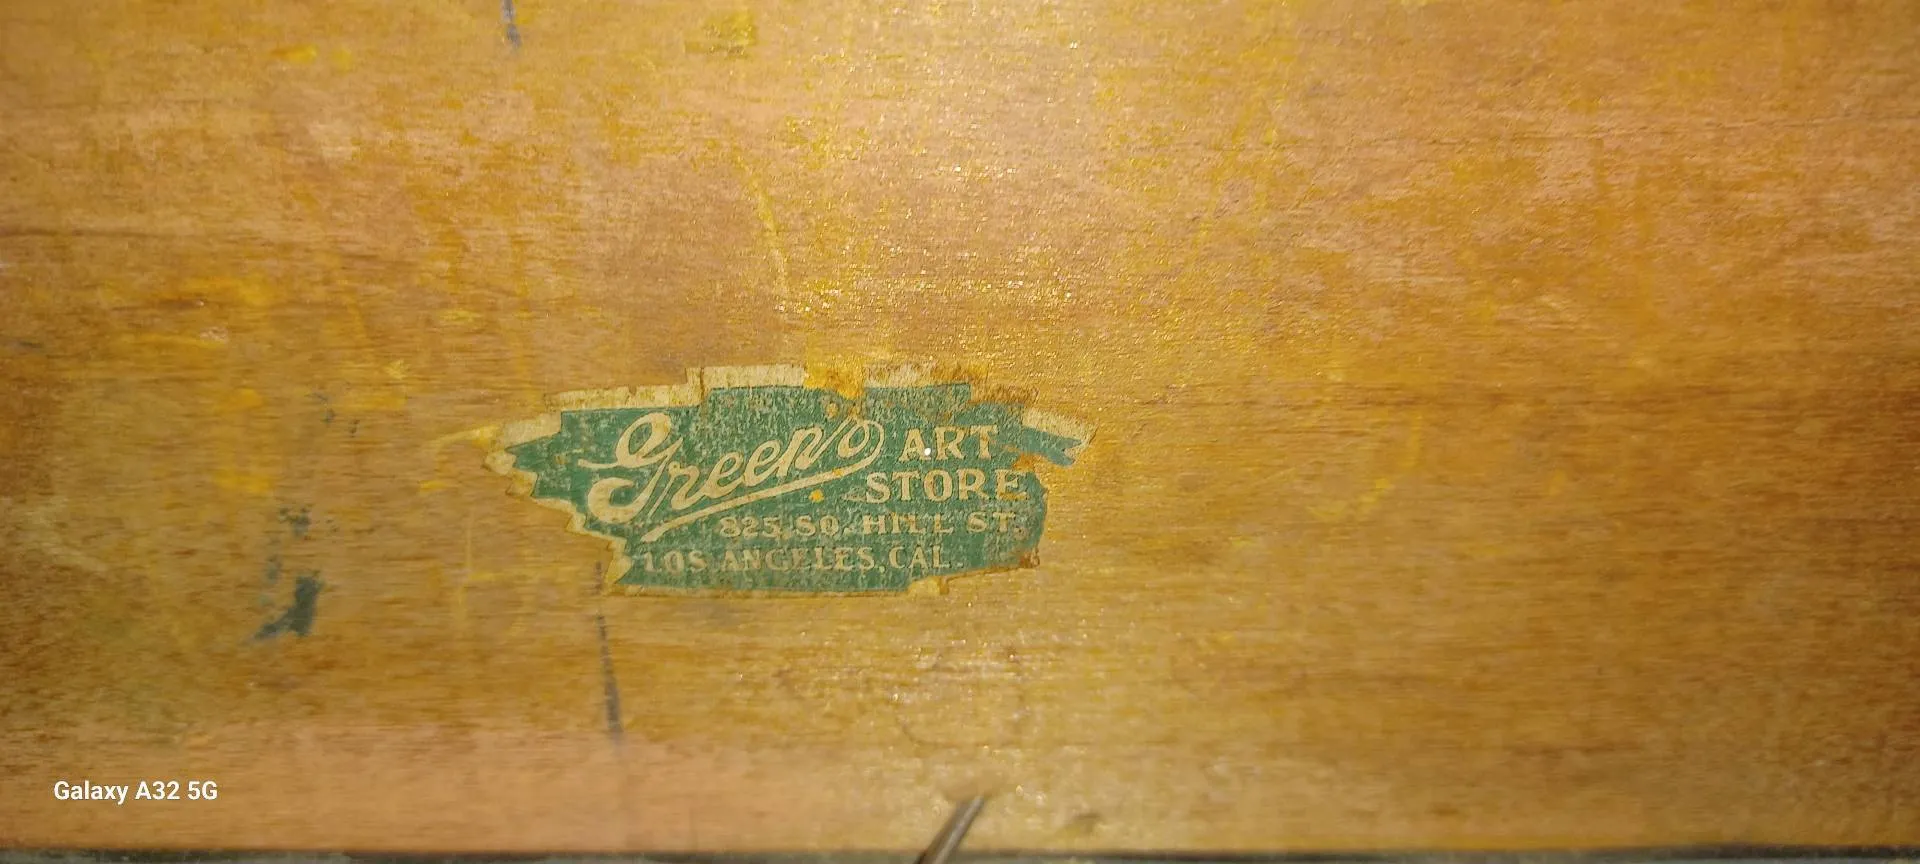 Green's ART
STORE
825 SO. HILL ST.
LOS ANGELES, CAL.
Galaxy A32 5G